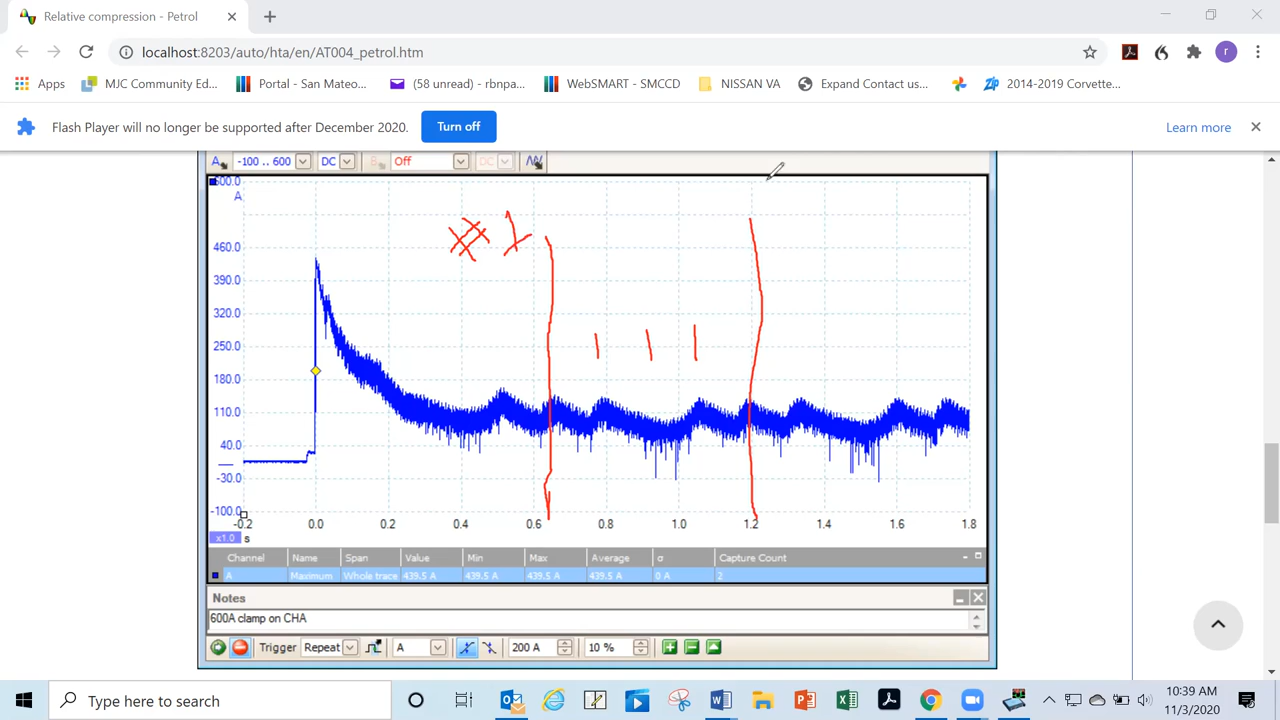 Relative compression - Petrol
localhost:8203/auto/hta/en/AT004_petrol.htm
r
Apps MJC Community Ed... Portal - San Mateo... (58 unread) - rbnpa... WebSMART - SMCCD NISSAN VA Expand Contact us... 2014-2019 Corvette...
Flash Player will no longer be supported after December 2020. Turn off Learn more
A -100 .. 600 DC B Off DC
600.0
A
460.0
390.0
320.0
250.0
180.0
110.0
40.0
-30.0
-100.0
-0.2 0.0 0.2 0.4 0.6 0.8 1.0 1.2 1.4 1.6 1.8
x1.0 s
# 1
Channel Name Span Value Min Max Average σ Capture Count
A Maximum Whole trace 439.5 A 439.5 A 439.5 A 439.5 A 0 A 2
Notes
600A clamp on CHA
Trigger Repeat A 200 A 10 %
Type here to search
10:39 AM
11/3/2020